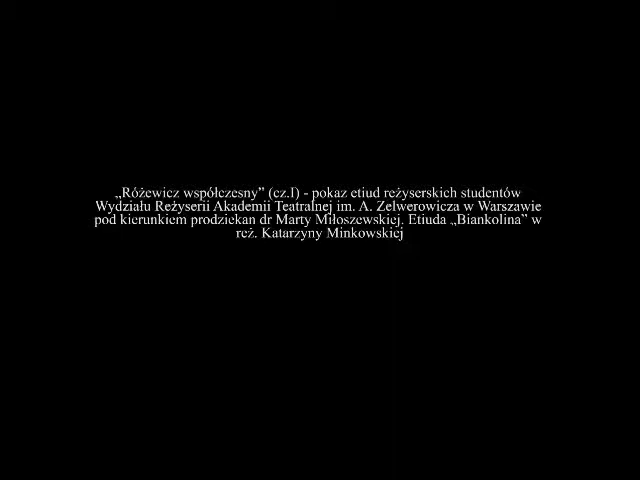 „Różewicz współczesny” (cz.I) - pokaz etiud reżyserskich studentów
Wydziału Reżyserii Akademii Teatralnej im. A. Zelwerowicza w Warszawie
pod kierunkiem prodziekan dr Marty Miłoszewskiej. Etiuda „Biankolina” w
reż. Katarzyny Minkowskiej